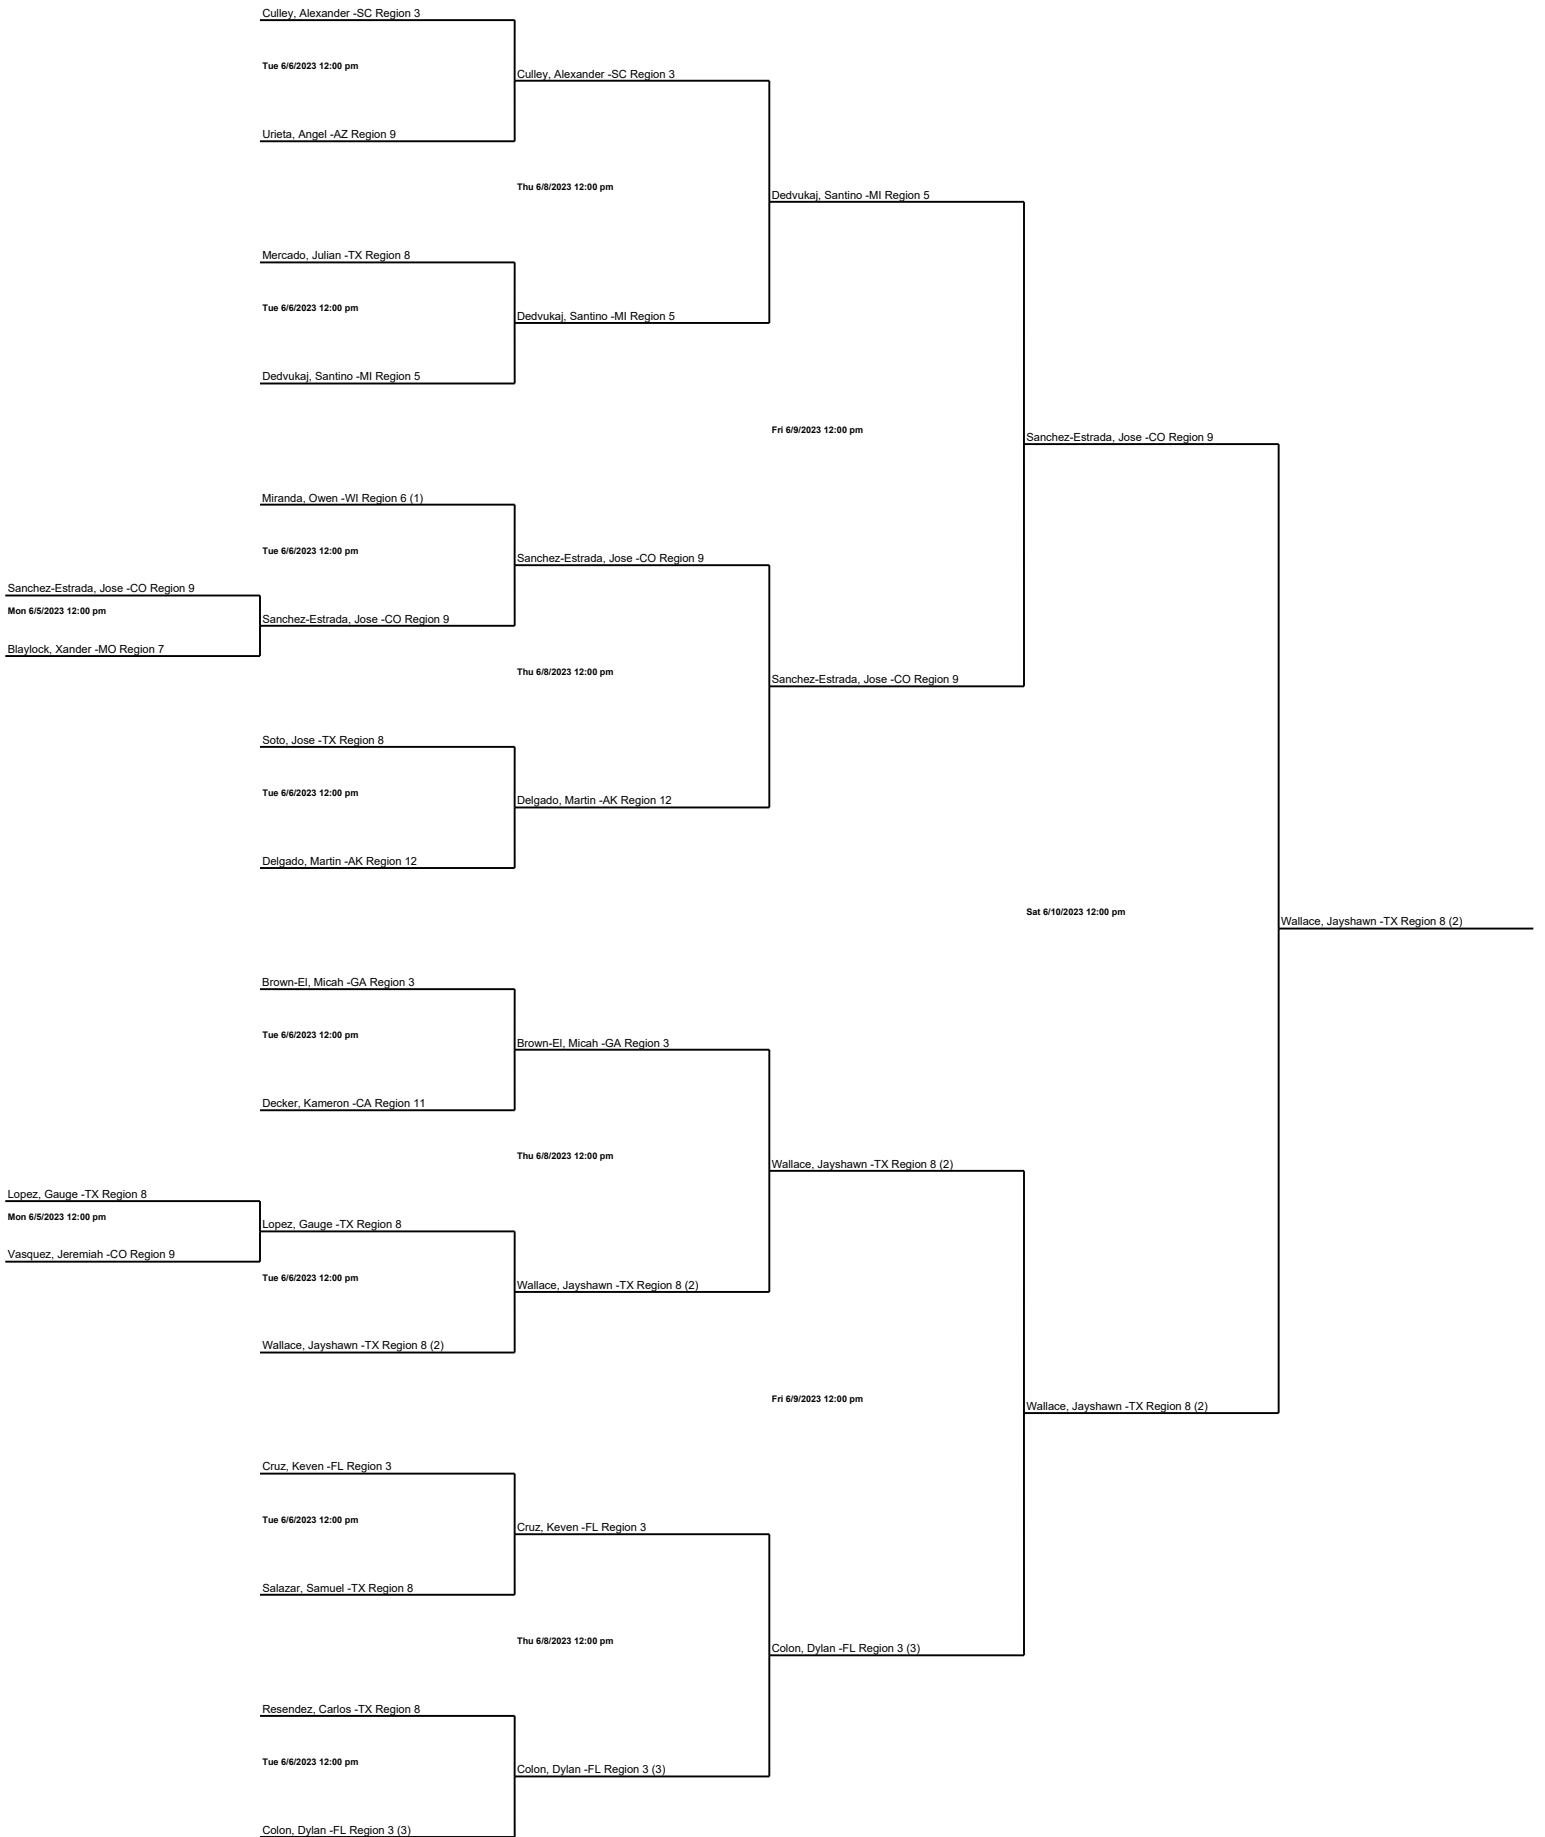 Culley, Alexander -SC Region 3
Tue 6/6/2023 12:00 pm
Culley, Alexander -SC Region 3
Urieta, Angel -AZ Region 9
Thu 6/8/2023 12:00 pm
Dedvukaj, Santino -MI Region 5
Mercado, Julian -TX Region 8
Tue 6/6/2023 12:00 pm
Dedvukaj, Santino -MI Region 5
Dedvukaj, Santino -MI Region 5
Fri 6/9/2023 12:00 pm
Sanchez-Estrada, Jose -CO Region 9
Miranda, Owen -WI Region 6 (1)
Tue 6/6/2023 12:00 pm
Sanchez-Estrada, Jose -CO Region 9
Sanchez-Estrada, Jose -CO Region 9
Mon 6/5/2023 12:00 pm
Sanchez-Estrada, Jose -CO Region 9
Blaylock, Xander -MO Region 7
Thu 6/8/2023 12:00 pm
Sanchez-Estrada, Jose -CO Region 9
Soto, Jose -TX Region 8
Tue 6/6/2023 12:00 pm
Delgado, Martin -AK Region 12
Delgado, Martin -AK Region 12
Sat 6/10/2023 12:00 pm
Wallace, Jayshawn -TX Region 8 (2)
Brown-El, Micah -GA Region 3
Tue 6/6/2023 12:00 pm
Brown-El, Micah -GA Region 3
Decker, Kameron -CA Region 11
Thu 6/8/2023 12:00 pm
Wallace, Jayshawn -TX Region 8 (2)
Lopez, Gauge -TX Region 8
Mon 6/5/2023 12:00 pm
Lopez, Gauge -TX Region 8
Vasquez, Jeremiah -CO Region 9
Tue 6/6/2023 12:00 pm
Wallace, Jayshawn -TX Region 8 (2)
Wallace, Jayshawn -TX Region 8 (2)
Fri 6/9/2023 12:00 pm
Wallace, Jayshawn -TX Region 8 (2)
Cruz, Keven -FL Region 3
Tue 6/6/2023 12:00 pm
Cruz, Keven -FL Region 3
Salazar, Samuel -TX Region 8
Thu 6/8/2023 12:00 pm
Colon, Dylan -FL Region 3 (3)
Resendez, Carlos -TX Region 8
Tue 6/6/2023 12:00 pm
Colon, Dylan -FL Region 3 (3)
Colon, Dylan -FL Region 3 (3)